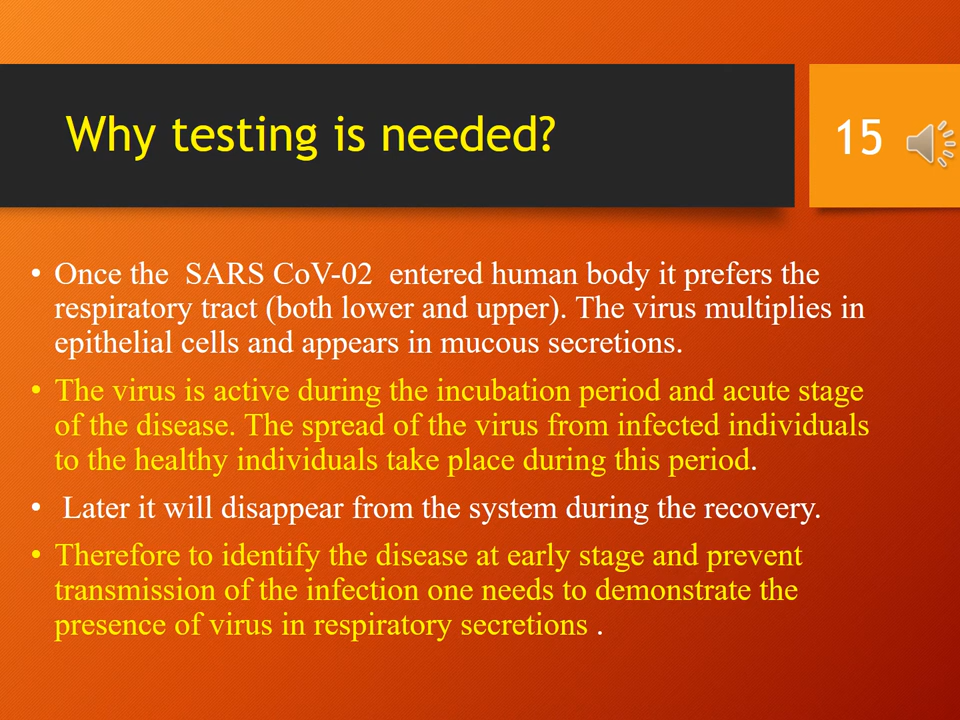 Why testing is needed?
15
• Once the  SARS CoV-02  entered human body it prefers the
respiratory tract (both lower and upper). The virus multiplies in
epithelial cells and appears in mucous secretions.
• The virus is active during the incubation period and acute stage
of the disease. The spread of the virus from infected individuals
to the healthy individuals take place during this period.
•  Later it will disappear from the system during the recovery.
• Therefore to identify the disease at early stage and prevent
transmission of the infection one needs to demonstrate the
presence of virus in respiratory secretions .